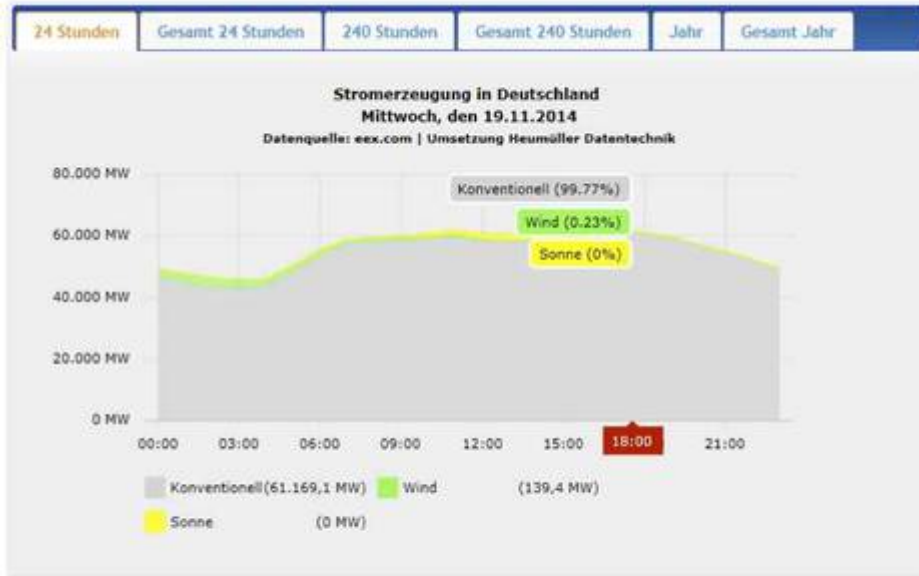 24 Stunden Gesamt 24 Stunden 240 Stunden Gesamt 240 Stunden Jahr Gesamt Jahr
Stromerzeugung in Deutschland
Mittwoch, den 19.11.2014
Datenquelle: eex.com | Umsetzung Heumüller Datentechnik
80.000 MW
Konventionell (99.77%)
Wind (0.23%)
60.000 MW
Sonne (0%)
40.000 MW
20.000 MW
0 MW
00:00 03:00 06:00 09:00 12:00 15:00 18:00 21:00
Konventionell (61.169,1 MW) Wind (139,4 MW)
Sonne (0 MW)